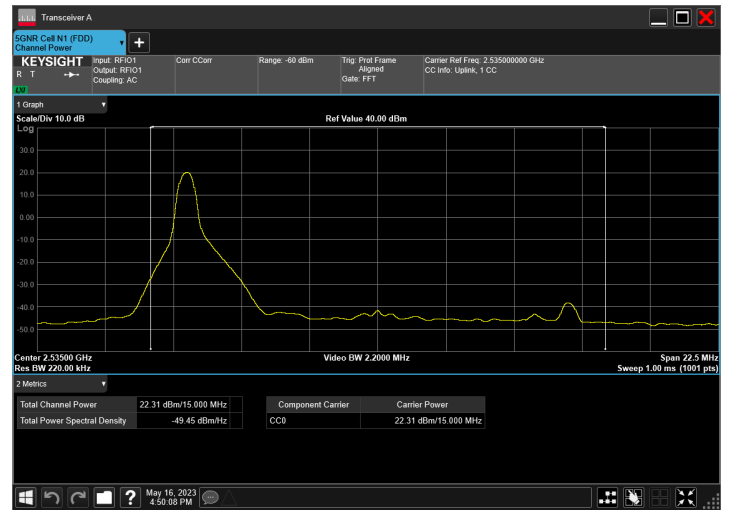 Transceiver A
5GNR Cell N1 (FDD)
Channel Power
KEYSIGHT
R T
LXI
Input: RFIO1
Output: RFIO1
Coupling: AC
Corr CCorr
Range: -60 dBm
Trig: Prot Frame
Aligned
Gate: FFT
Carrier Ref Freq: 2.535000000 GHz
CC Info: Uplink, 1 CC
1 Graph
Scale/Div 10.0 dB
Ref Value 40.00 dBm
Log
30.0
20.0
10.0
0.00
-10.0
-20.0
-30.0
-40.0
-50.0
Center 2.53500 GHz
Video BW 2.2000 MHz
Span 22.5 MHz
Res BW 220.00 kHz
Sweep 1.00 ms (1001 pts)
2 Metrics
Total Channel Power 22.31 dBm/15.000 MHz
Total Power Spectral Density -49.45 dBm/Hz
Component Carrier Carrier Power
CC0 22.31 dBm/15.000 MHz
May 16, 2023
4:50:08 PM